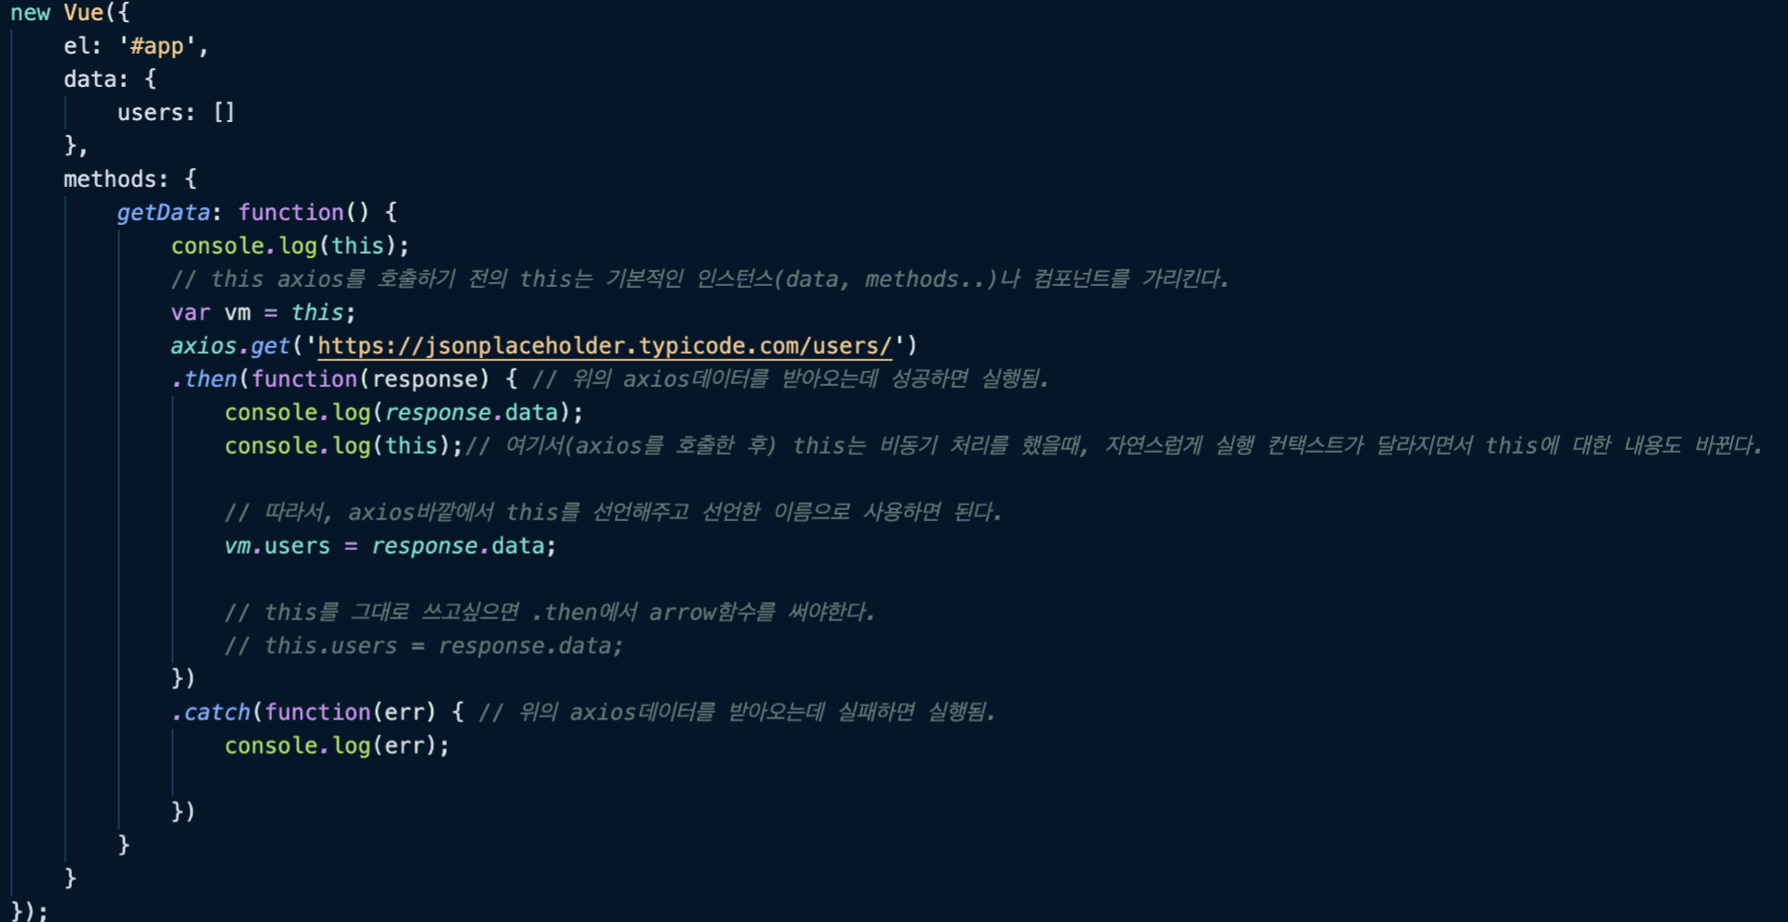 new Vue({
el: '#app',
data: {
users: []
},
methods: {
getData: function() {
console.log(this);
// this axios를 호출하기 전의 this는 기본적인 인스턴스(data, methods..)나 컴포넌트를 가리킨다.
var vm = this;
axios.get('https://jsonplaceholder.typicode.com/users/')
.then(function(response) { // 위의 axios데이터를 받아오는데 성공하면 실행됨.
console.log(response.data);
console.log(this);// 여기서(axios를 호출한 후) this는 비동기 처리를 했을때, 자연스럽게 실행 컨택스트가 달라지면서 this에 대한 내용도 바뀐다.
// 따라서, axios바깥에서 this를 선언해주고 선언한 이름으로 사용하면 된다.
vm.users = response.data;
// this를 그대로 쓰고싶으면 .then에서 arrow함수를 써야한다.
// this.users = response.data;
})
.catch(function(err) { // 위의 axios데이터를 받아오는데 실패하면 실행됨.
console.log(err);
})
}
}
});